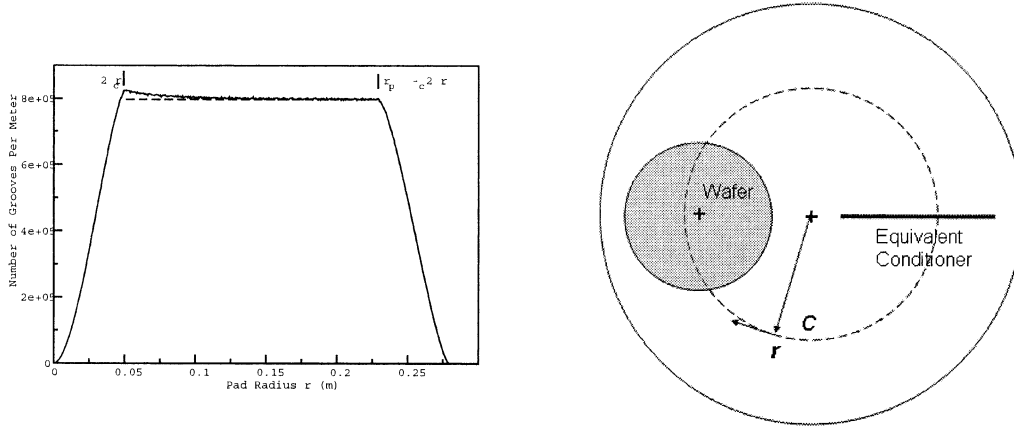 2 r
c
r
p
-
c
2 r
8e+05
6e+05
4e+05
2e+05
0
0
0.05
0.1
0.15
0.2
0.25
Number of Grooves Per Meter
Pad Radius r (m)
Wafer
Equivalent
Conditioner
C
r